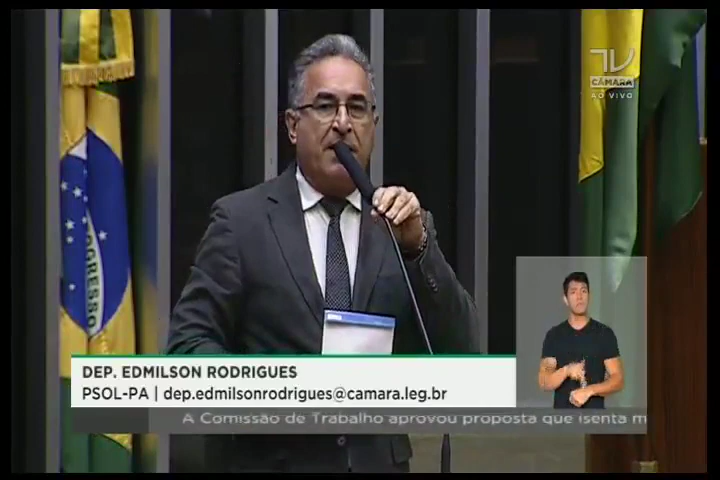 TV
CÂMARA
AO VIVO
PROGRESSO
DEP. EDMILSON RODRIGUES
PSOL-PA | dep.edmilsonrodrigues@camara.leg.br
A Comissão de Trabalho aprovou proposta que isenta m